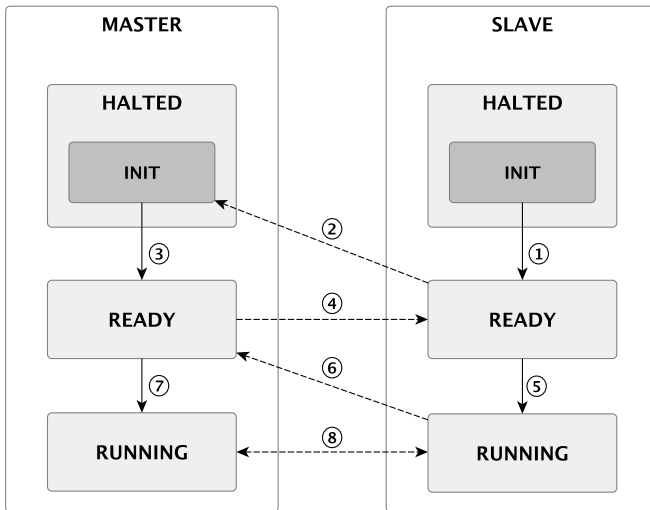 MASTER
SLAVE
HALTED
HALTED
INIT
INIT
②
③
①
④
READY
READY
⑥
⑦
⑤
⑧
RUNNING
RUNNING